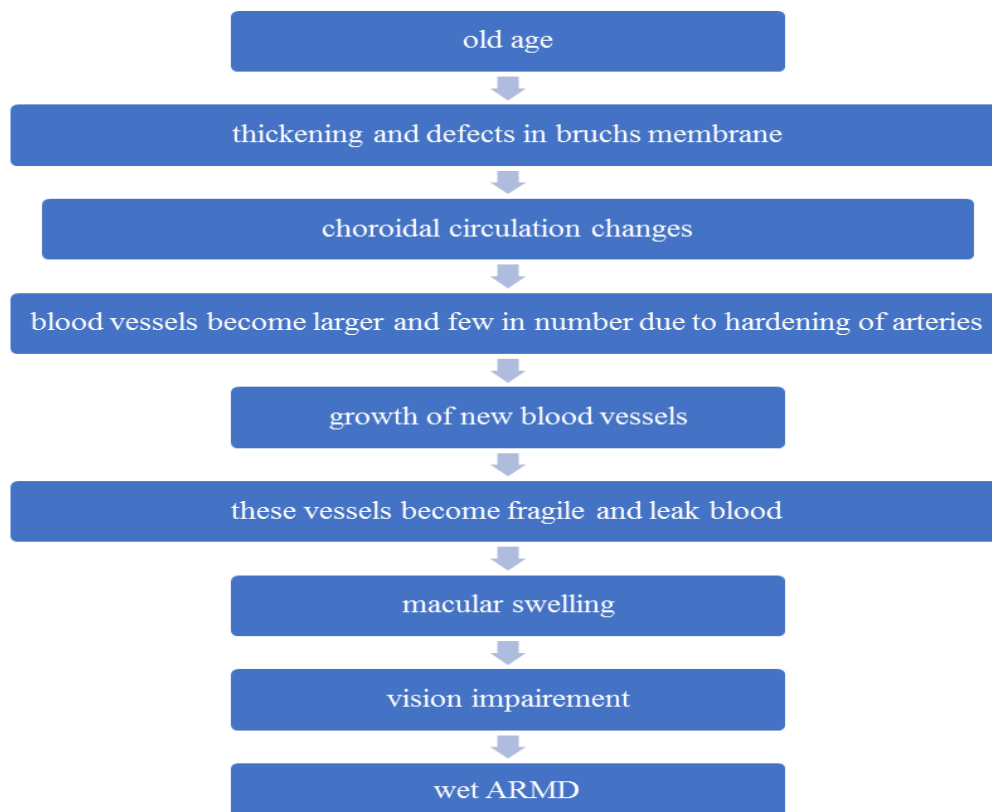 old age
thickening and defects in bruchs membrane
choroidal circulation changes
blood vessels become larger and few in number due to hardening of arteries
growth of new blood vessels
these vessels become fragile and leak blood
macular swelling
vision impairement
wet ARMD